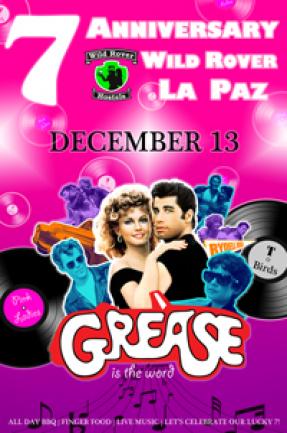 7 ANNIVERSARY
Wild Rover
Hostels
WILD ROVER
LA PAZ
DECEMBER 13
RYDELL
T
Birds
Pink
Ladies
GREASE
is the word
ALL DAY BBQ | FINGER FOOD | LIVE MUSIC | LET'S CELEBRATE OUR LUCKY 7!